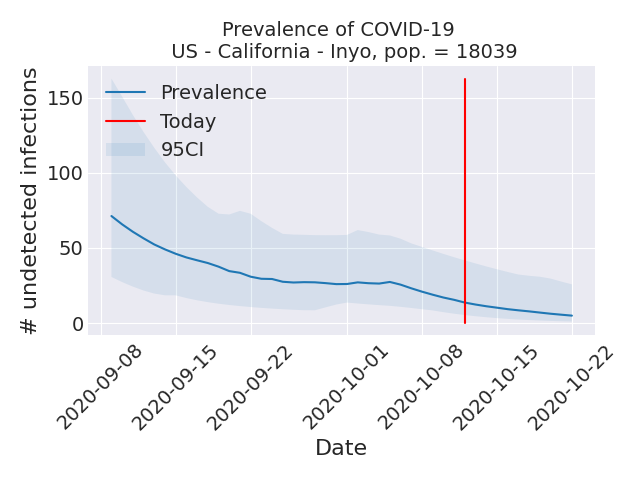 Prevalence of COVID-19
US - California - Inyo, pop. = 18039
# undetected infections
150
100
50
0
Prevalence
Today
95CI
2020-09-08
2020-09-15
2020-09-22
2020-10-01
2020-10-08
2020-10-15
2020-10-22
Date